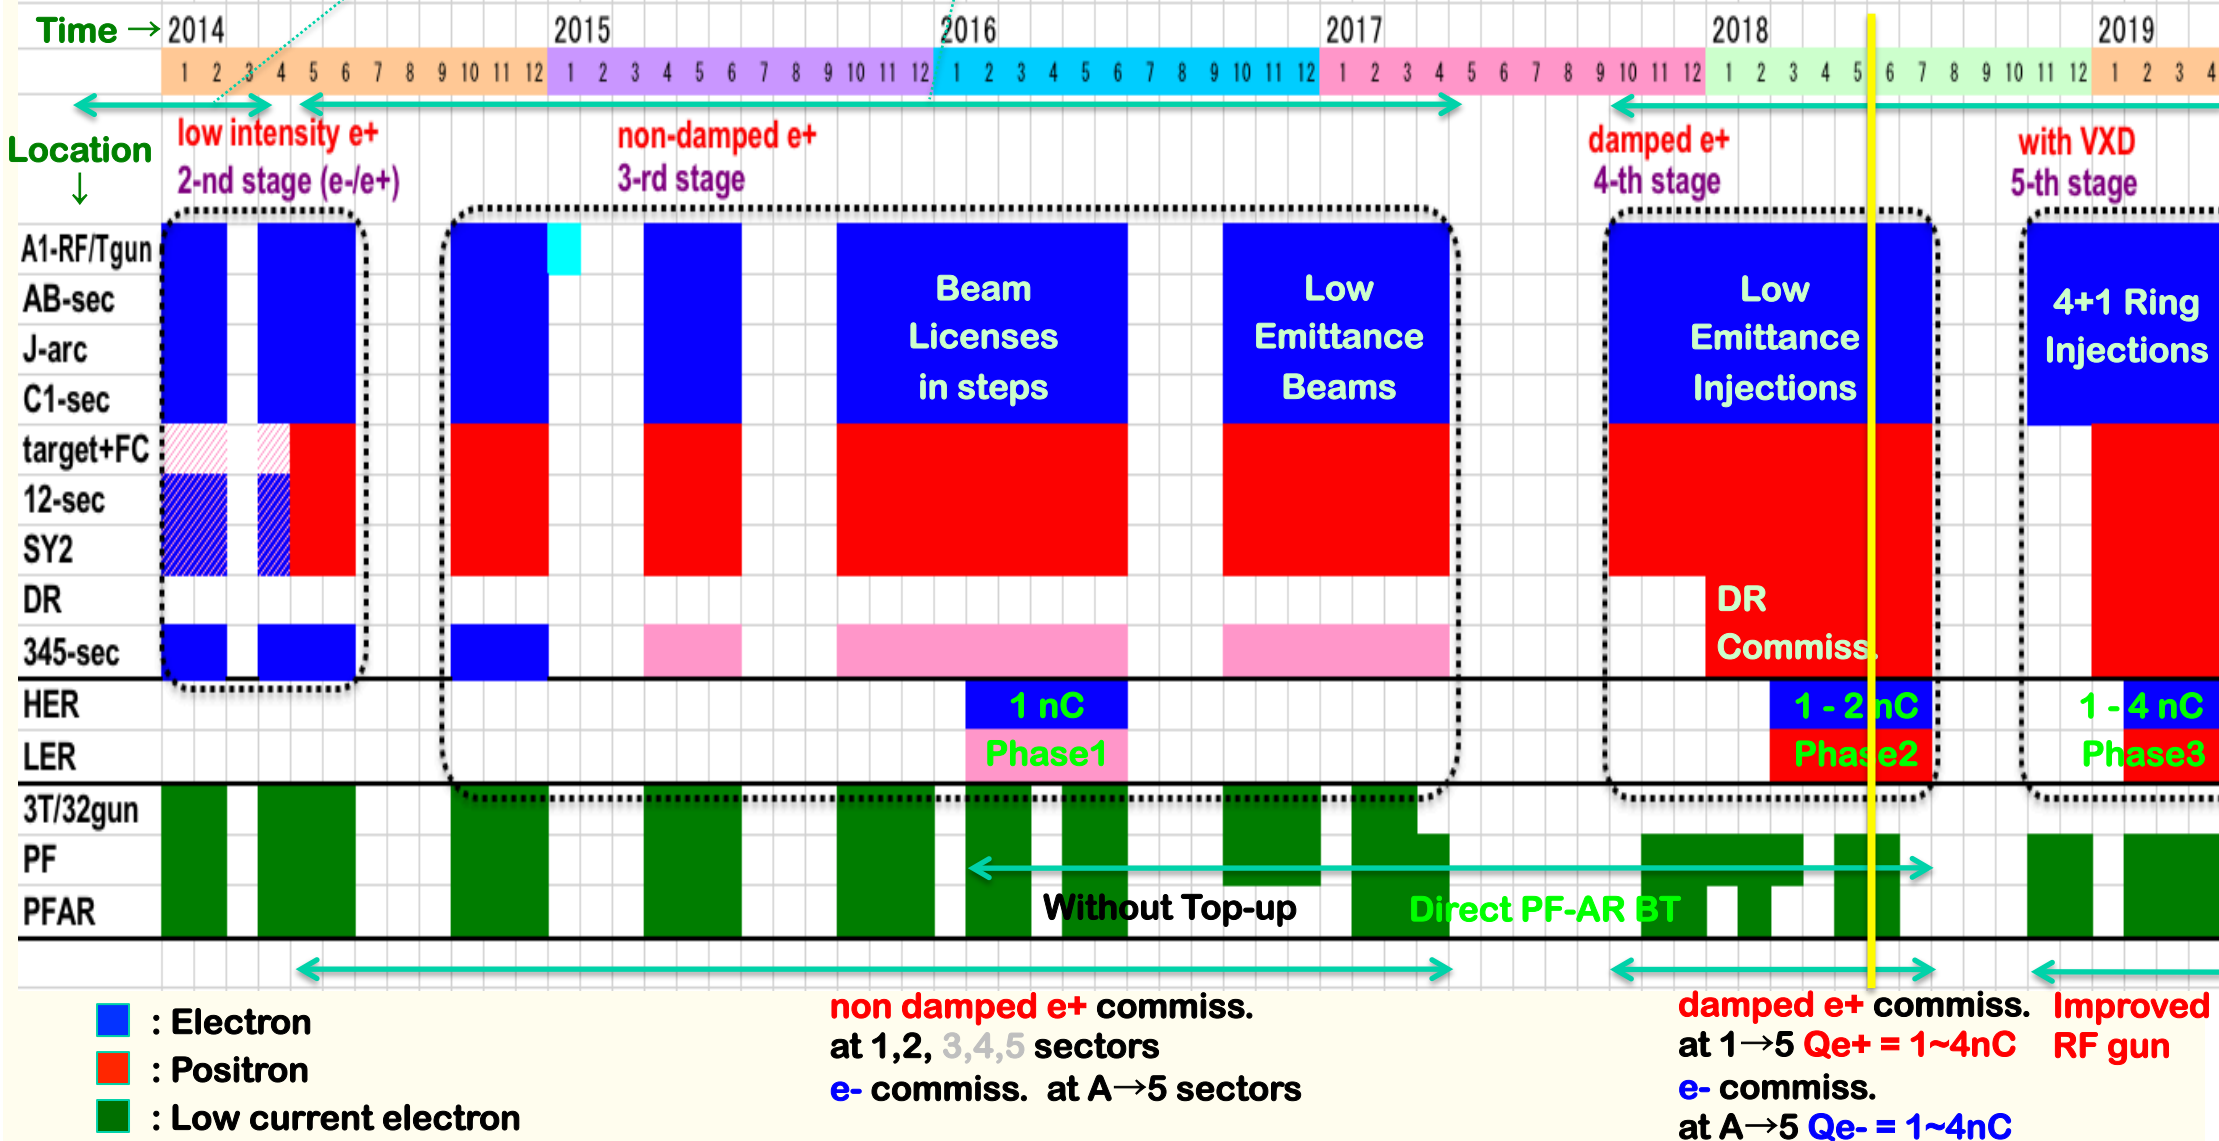 Time → 2014 2015 2016 2017 2018 2019
1 2 3 4 5 6 7 8 9 10 11 12 1 2 3 4 5 6 7 8 9 10 11 12 1 2 3 4 5 6 7 8 9 10 11 12 1 2 3 4 5 6 7 8 9 10 11 12 1 2 3 4 5 6 7 8 9 10 11 12 1 2 3 4
Location
↓
low intensity e+
2-nd stage (e-/e+)
non-damped e+
3-rd stage
damped e+
4-th stage
with VXD
5-th stage
A1-RF/Tgun
AB-sec
J-arc
C1-sec
target+FC
12-sec
SY2
DR
345-sec
HER
LER
3T/32gun
PF
PFAR
Beam
Licenses
in steps
Low
Emittance
Beams
Low
Emittance
Injections
4+1 Ring
Injections
DR
Commiss.
1 nC
Phase1
1 - 2 nC
Phase2
1 - 4 nC
Phase3
Without Top-up
Direct PF-AR BT
: Electron
: Positron
: Low current electron
non damped e+ commiss.
at 1,2, 3,4,5 sectors
e- commiss. at A→5 sectors
damped e+ commiss.
at 1→5 Qe+ = 1~4nC
e- commiss.
at A→5 Qe- = 1~4nC
Improved
RF gun